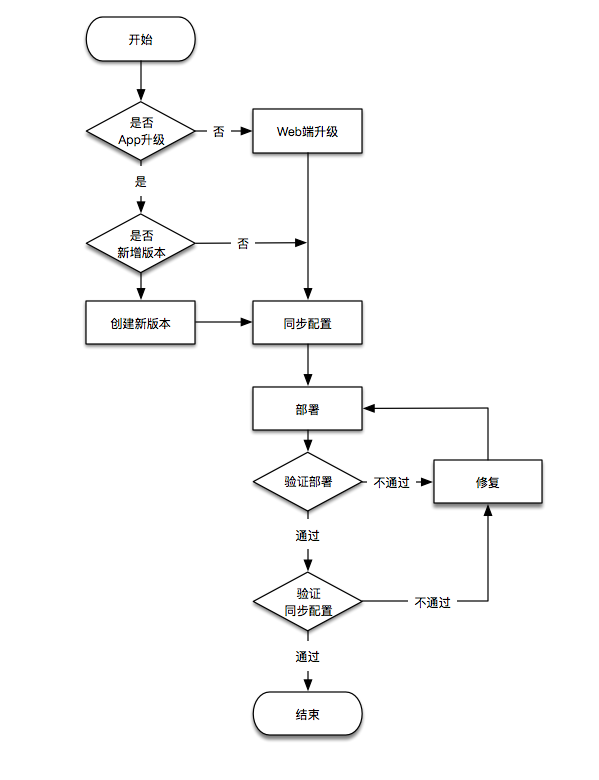 开始
是否
App升级
否
Web端升级
是
是否
新增版本
否
创建新版本
同步配置
部署
验证部署
不通过
修复
通过
验证
同步配置
不通过
通过
结束